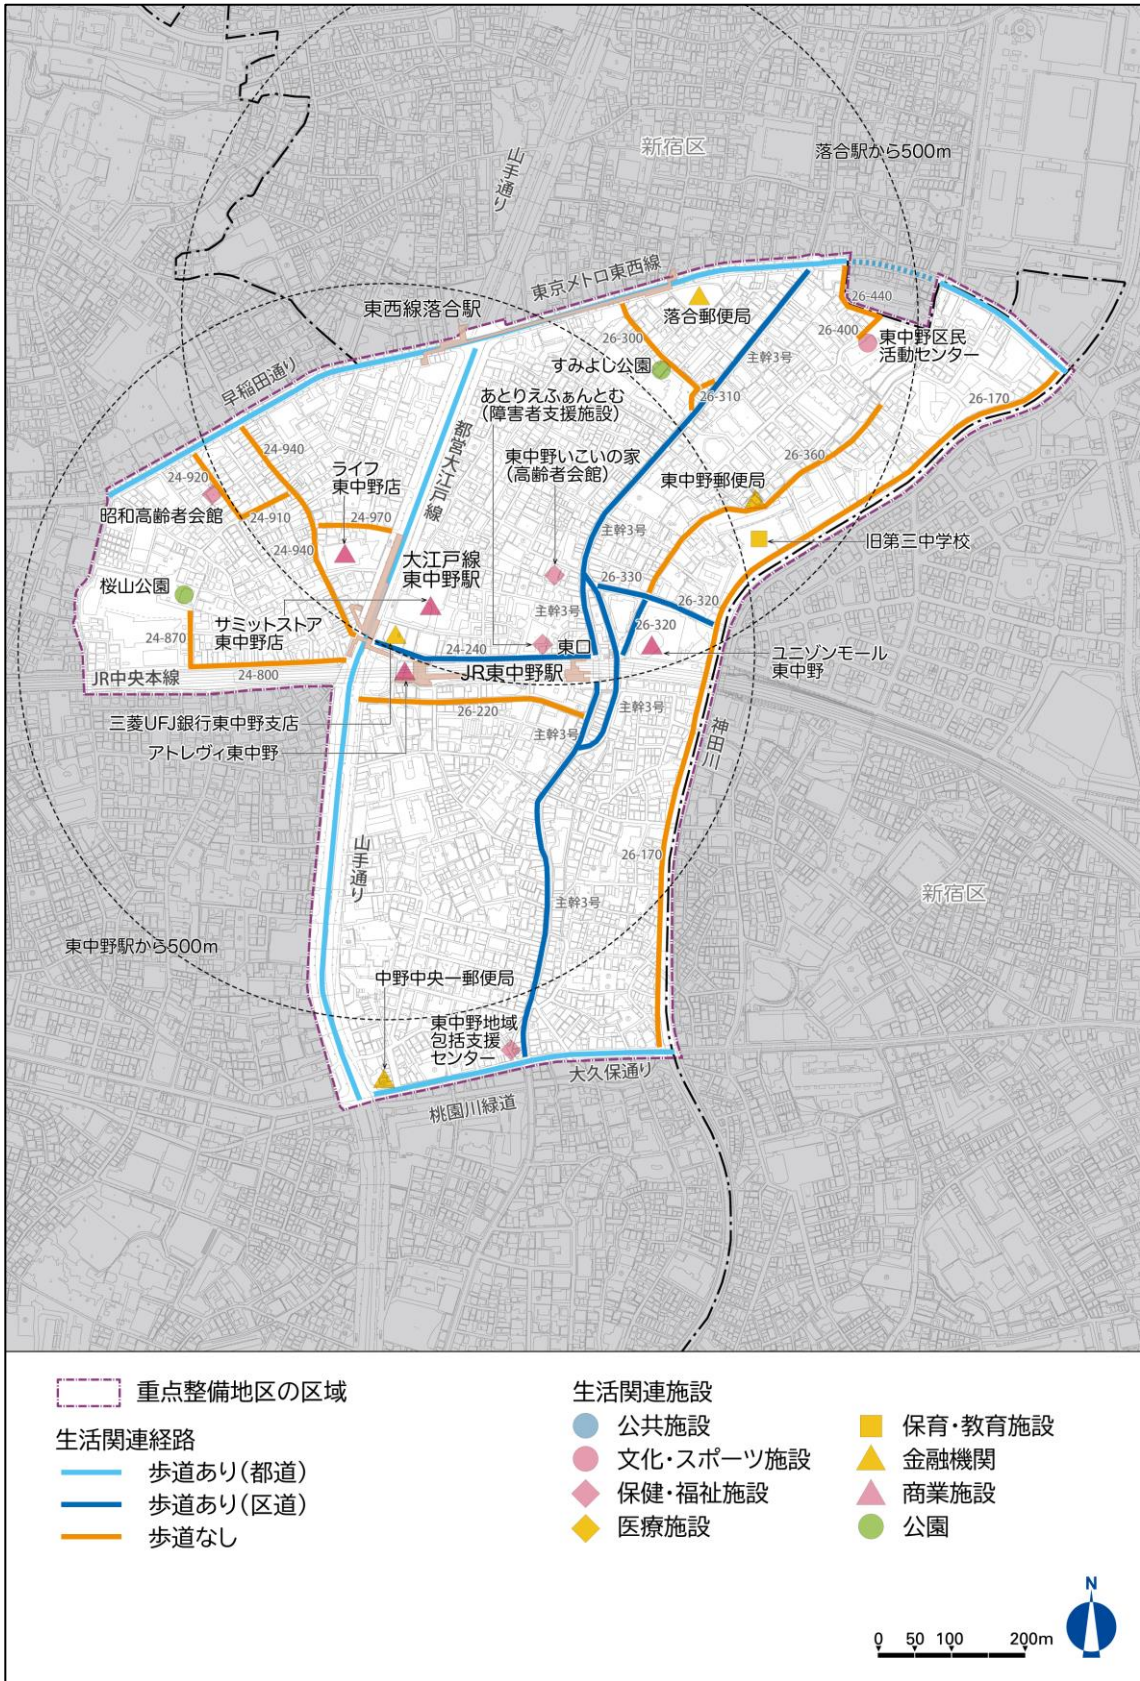 新宿区
落合駅から500m
山手通り
東京メトロ東西線
東西線落合駅
落合郵便局
26-440
26-400
東中野区民
活動センター
早稲田通り
26-300
すみよし公園
主幹3号
26-310
26-170
あとりえふぁんとむ
(障害者支援施設)
東中野いこいの家
(高齢者会館)
都営大江戸線
24-940
ライフ
東中野店
24-920
昭和高齢者会館
24-910
24-970
26-360
東中野郵便局
旧第三中学校
主幹3号
24-940
大江戸線
東中野駅
桜山公園
サミットストア
東中野店
26-330
26-320
主幹3号
26-320
24-870
24-240
東口
JR東中野駅
ユニゾンモール
東中野
JR中央本線
24-800
三菱UFJ銀行東中野支店
アトレヴィ東中野
26-220
主幹3号
主幹3号
神田川
山手通り
26-170
主幹3号
新宿区
東中野駅から500m
中野中央一郵便局
東中野地域
包括支援
センター
大久保通り
桃園川緑道
重点整備地区の区域
生活関連経路
歩道あり(都道)
歩道あり(区道)
歩道なし
生活関連施設
公共施設
文化・スポーツ施設
保健・福祉施設
医療施設
保育・教育施設
金融機関
商業施設
公園
N
0 50 100 200m